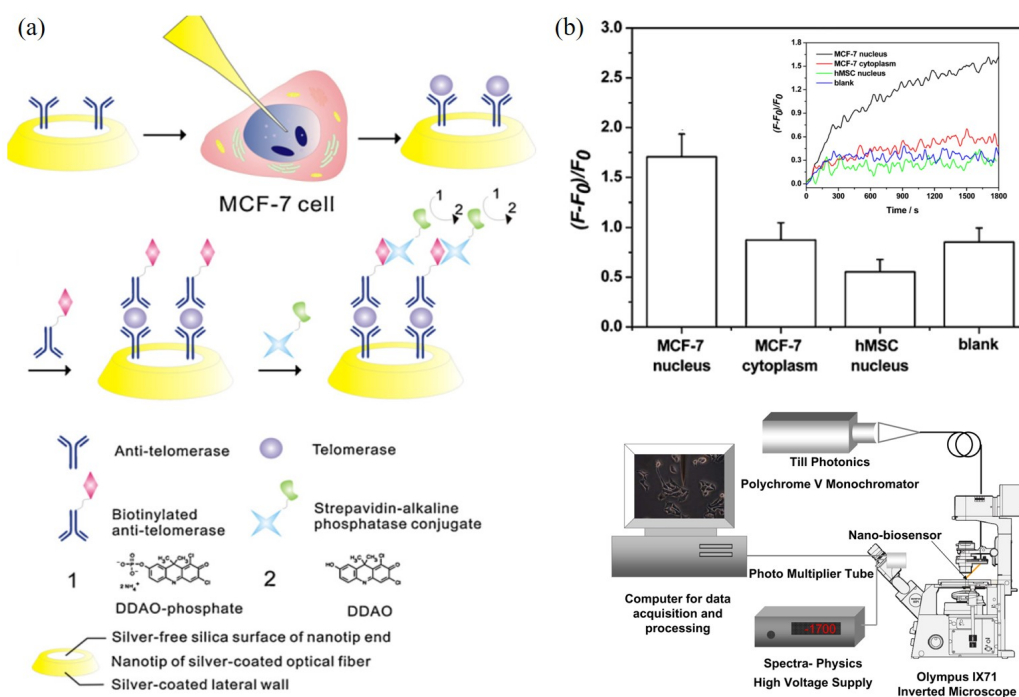 (a)
MCF-7 cell
1
2
1
2
Anti-telomerase
Telomerase
Biotinylated
anti-telomerase
Strepavidin-alkaline
phosphatase conjugate
1
DDAO-phosphate
2
DDAO
Silver-free silica surface of nanotip end
Nanotip of silver-coated optical fiber
Silver-coated lateral wall
(b)
(F-F0)/F0
3.0
2.5
2.0
1.5
1.0
0.5
0.0
MCF-7
nucleus
MCF-7
cytoplasm
hMSC
nucleus
blank
(F-F0)/F0
1.8
1.5
1.2
0.9
0.6
0.3
0.0
MCF-7 nucleus
MCF-7 cytoplasm
hMSC nucleus
blank
0 300 600 900 1200 1500 1800
Time / s
Till Photonics
Polychrome V Monochromator
Nano-biosensor
Photo Multiplier Tube
Computer for data
acquisition and
processing
-1700
Spectra- Physics
High Voltage Supply
Olympus IX71
Inverted Microscope